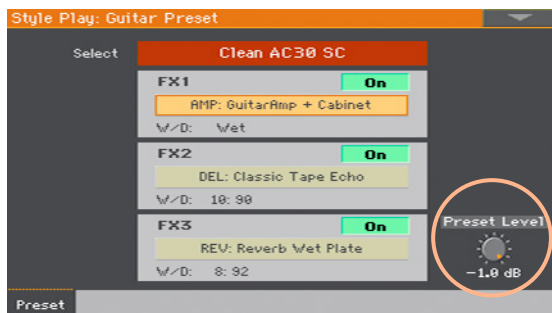 Style Play: Guitar Preset
Select
Clean AC30 SC
FX1 On
AMP: GuitarAmp + Cabinet
W/D: Wet
FX2 On
DEL: Classic Tape Echo
W/D: 10:90
FX3 On
REV: Reverb Wet Plate
W/D: 8:92
Preset Level
-1.0 dB
Preset